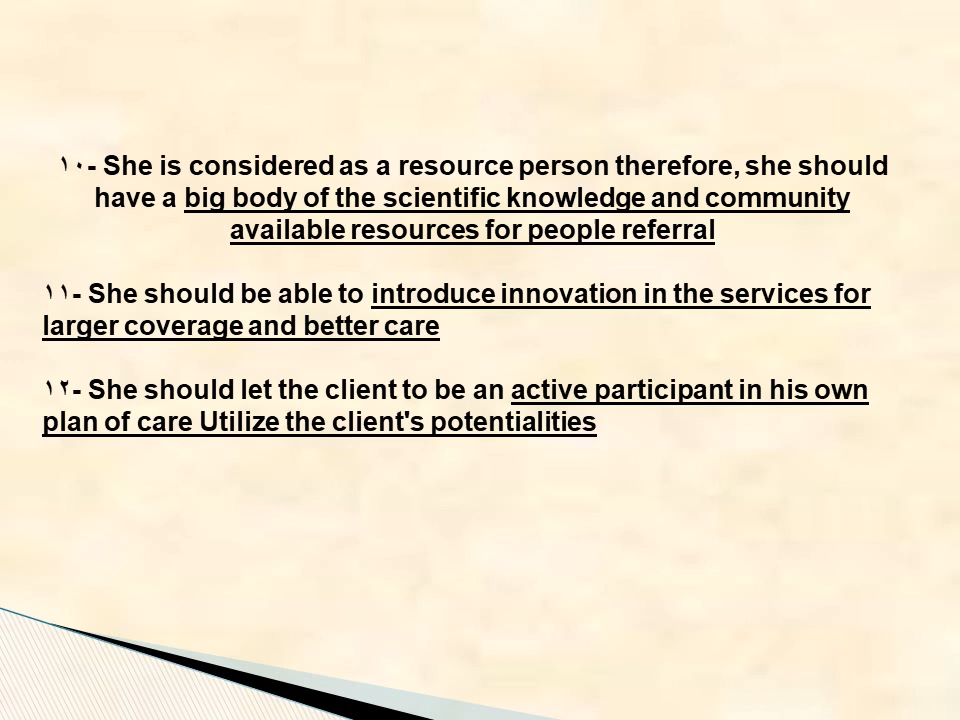 ١٠- She is considered as a resource person therefore, she should
have a big body of the scientific knowledge and community
available resources for people referral
١١- She should be able to introduce innovation in the services for
larger coverage and better care
١٢- She should let the client to be an active participant in his own
plan of care Utilize the client's potentialities